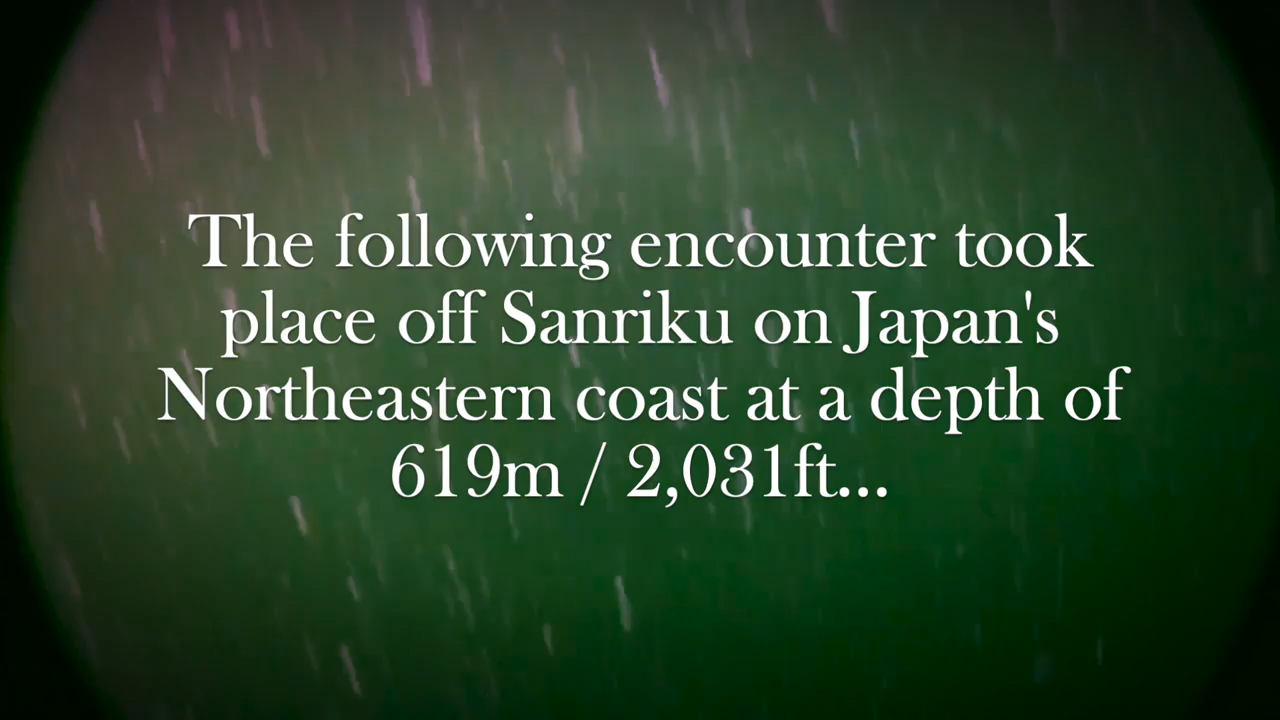 The following encounter took
place off Sanriku on Japan's
Northeastern coast at a depth of
619m / 2,031ft...